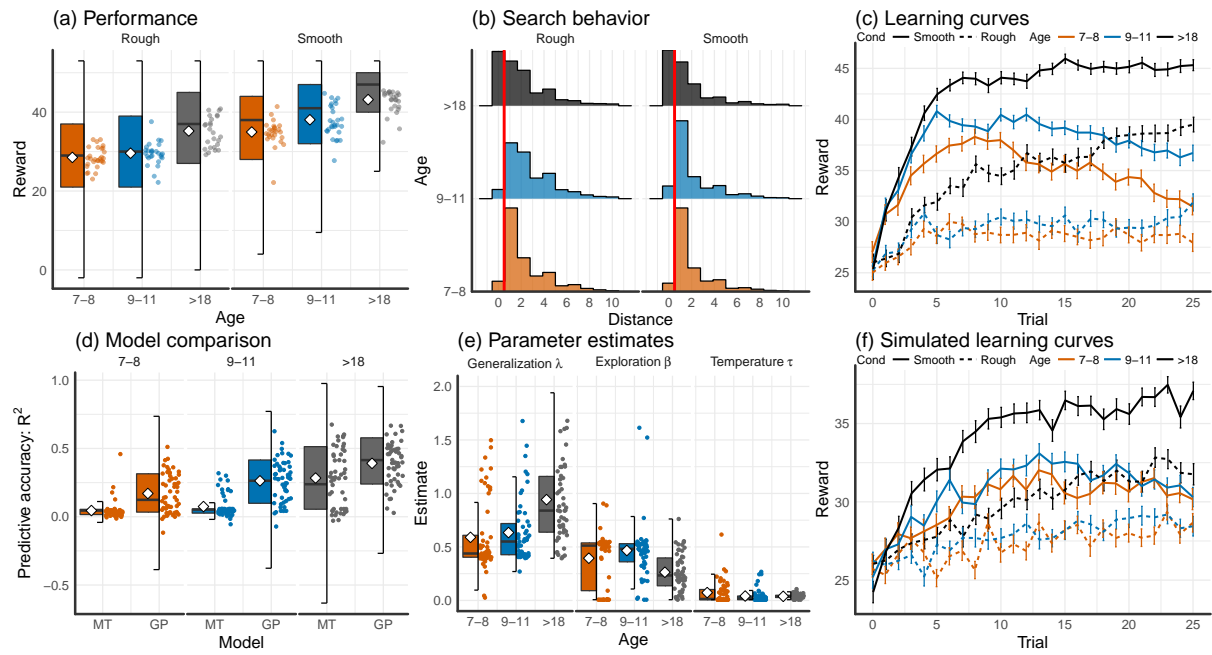 (a) Performance
Rough Smooth
Reward
40
20
0
7–8 9–11 >18 7–8 9–11 >18
Age
(b) Search behavior
Rough Smooth
Age
>18
9–11
7–8
0 2 4 6 8 10 0 2 4 6 8 10
Distance
(c) Learning curves
Cond Smooth Rough Age 7–8 9–11 >18
Reward
45
40
35
30
25
0 5 10 15 20 25
Trial
(d) Model comparison
7–8 9–11 >18
Predictive accuracy: R²
1.0
0.5
0.0
−0.5
MT GP MT GP MT GP
Model
(e) Parameter estimates
Generalization λ Exploration β Temperature τ
Estimate
2.0
1.5
1.0
0.5
0.0
7–8 9–11 >18 7–8 9–11 >18 7–8 9–11 >18
Age
(f) Simulated learning curves
Cond Smooth Rough Age 7–8 9–11 >18
Reward
35
30
25
0 5 10 15 20 25
Trial